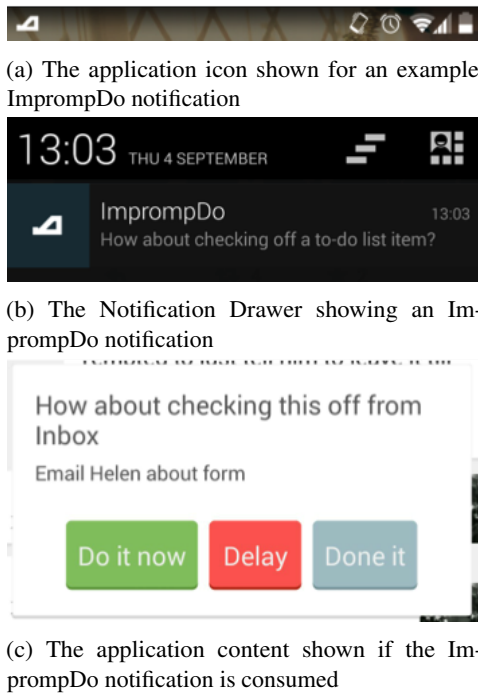 (a) The application icon shown for an example
ImprompDo notification
13:03 THU 4 SEPTEMBER
ImprompDo 13:03
How about checking off a to-do list item?
(b) The Notification Drawer showing an Im-
prompDo notification
How about checking this off from
Inbox
Email Helen about form
Do it now Delay Done it
(c) The application content shown if the Im-
prompDo notification is consumed